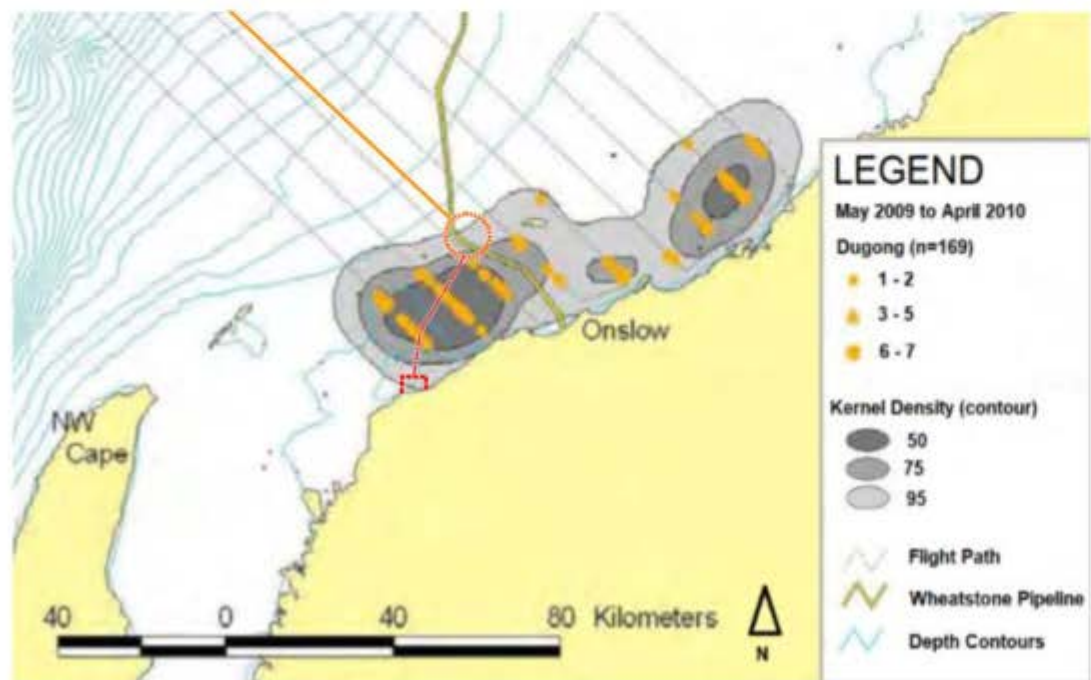 LEGEND
May 2009 to April 2010
Dugong (n=169)
1 - 2
3 - 5
6 - 7
Kernel Density (contour)
50
75
95
Flight Path
Wheatstone Pipeline
Depth Contours
Onslow
NW
Cape
40 0 40 80 Kilometers
N